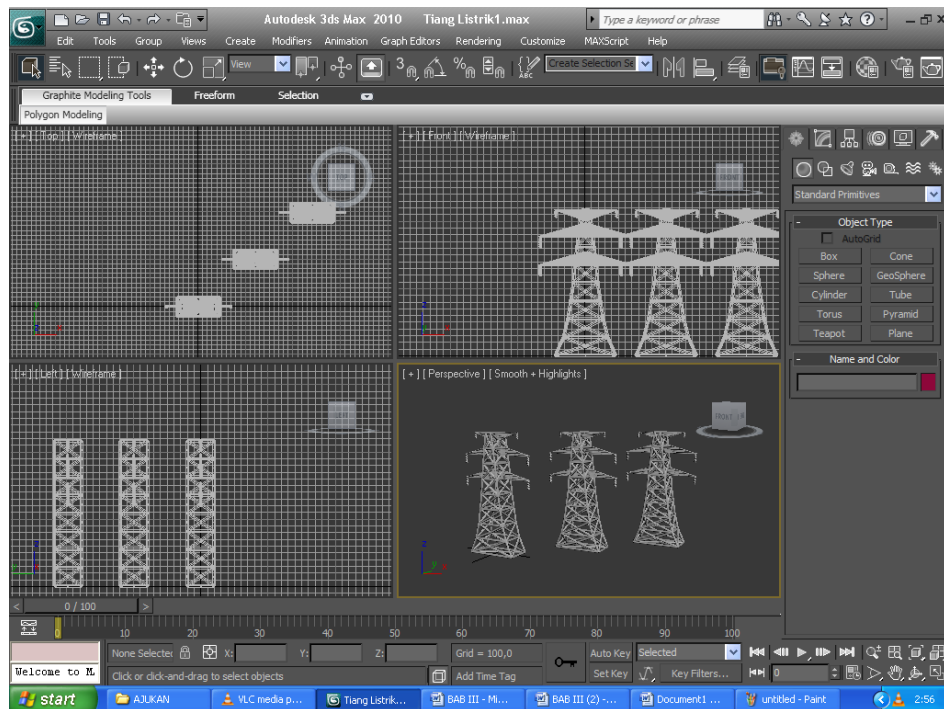 Autodesk 3ds Max 2010 Tiang Listrik1.max
Type a keyword or phrase
Edit Tools Group Views Create Modifiers Animation Graph Editors Rendering Customize MAXScript Help
View
Create Selection Se
Graphite Modeling Tools Freeform Selection
Polygon Modeling
[ + ] [ Top ] [ Wireframe ]
TOP
[ + ] [ Front ] [ Wireframe ]
FRONT
Standard Primitives
Object Type
AutoGrid
Box Cone
Sphere GeoSphere
Cylinder Tube
Torus Pyramid
Teapot Plane
Name and Color
[ + ] [ Left ] [ Wireframe ]
LEFT
[ + ] [ Perspective ] [ Smooth + Highlights ]
FRONT
z
y
x
< 0 / 100 >
0 10 20 30 40 50 60 70 80 90 100
None Selected X: Y: Z: Grid = 100,0
Auto Key Selected
Welcome to M
Click or click-and-drag to select objects
Add Time Tag
Set Key Key Filters...
0
start AJUKAN VLC media p... Tiang Listrik... BAB III - Mi... BAB III (2) -... Document1 ... untitled - Paint 2:56